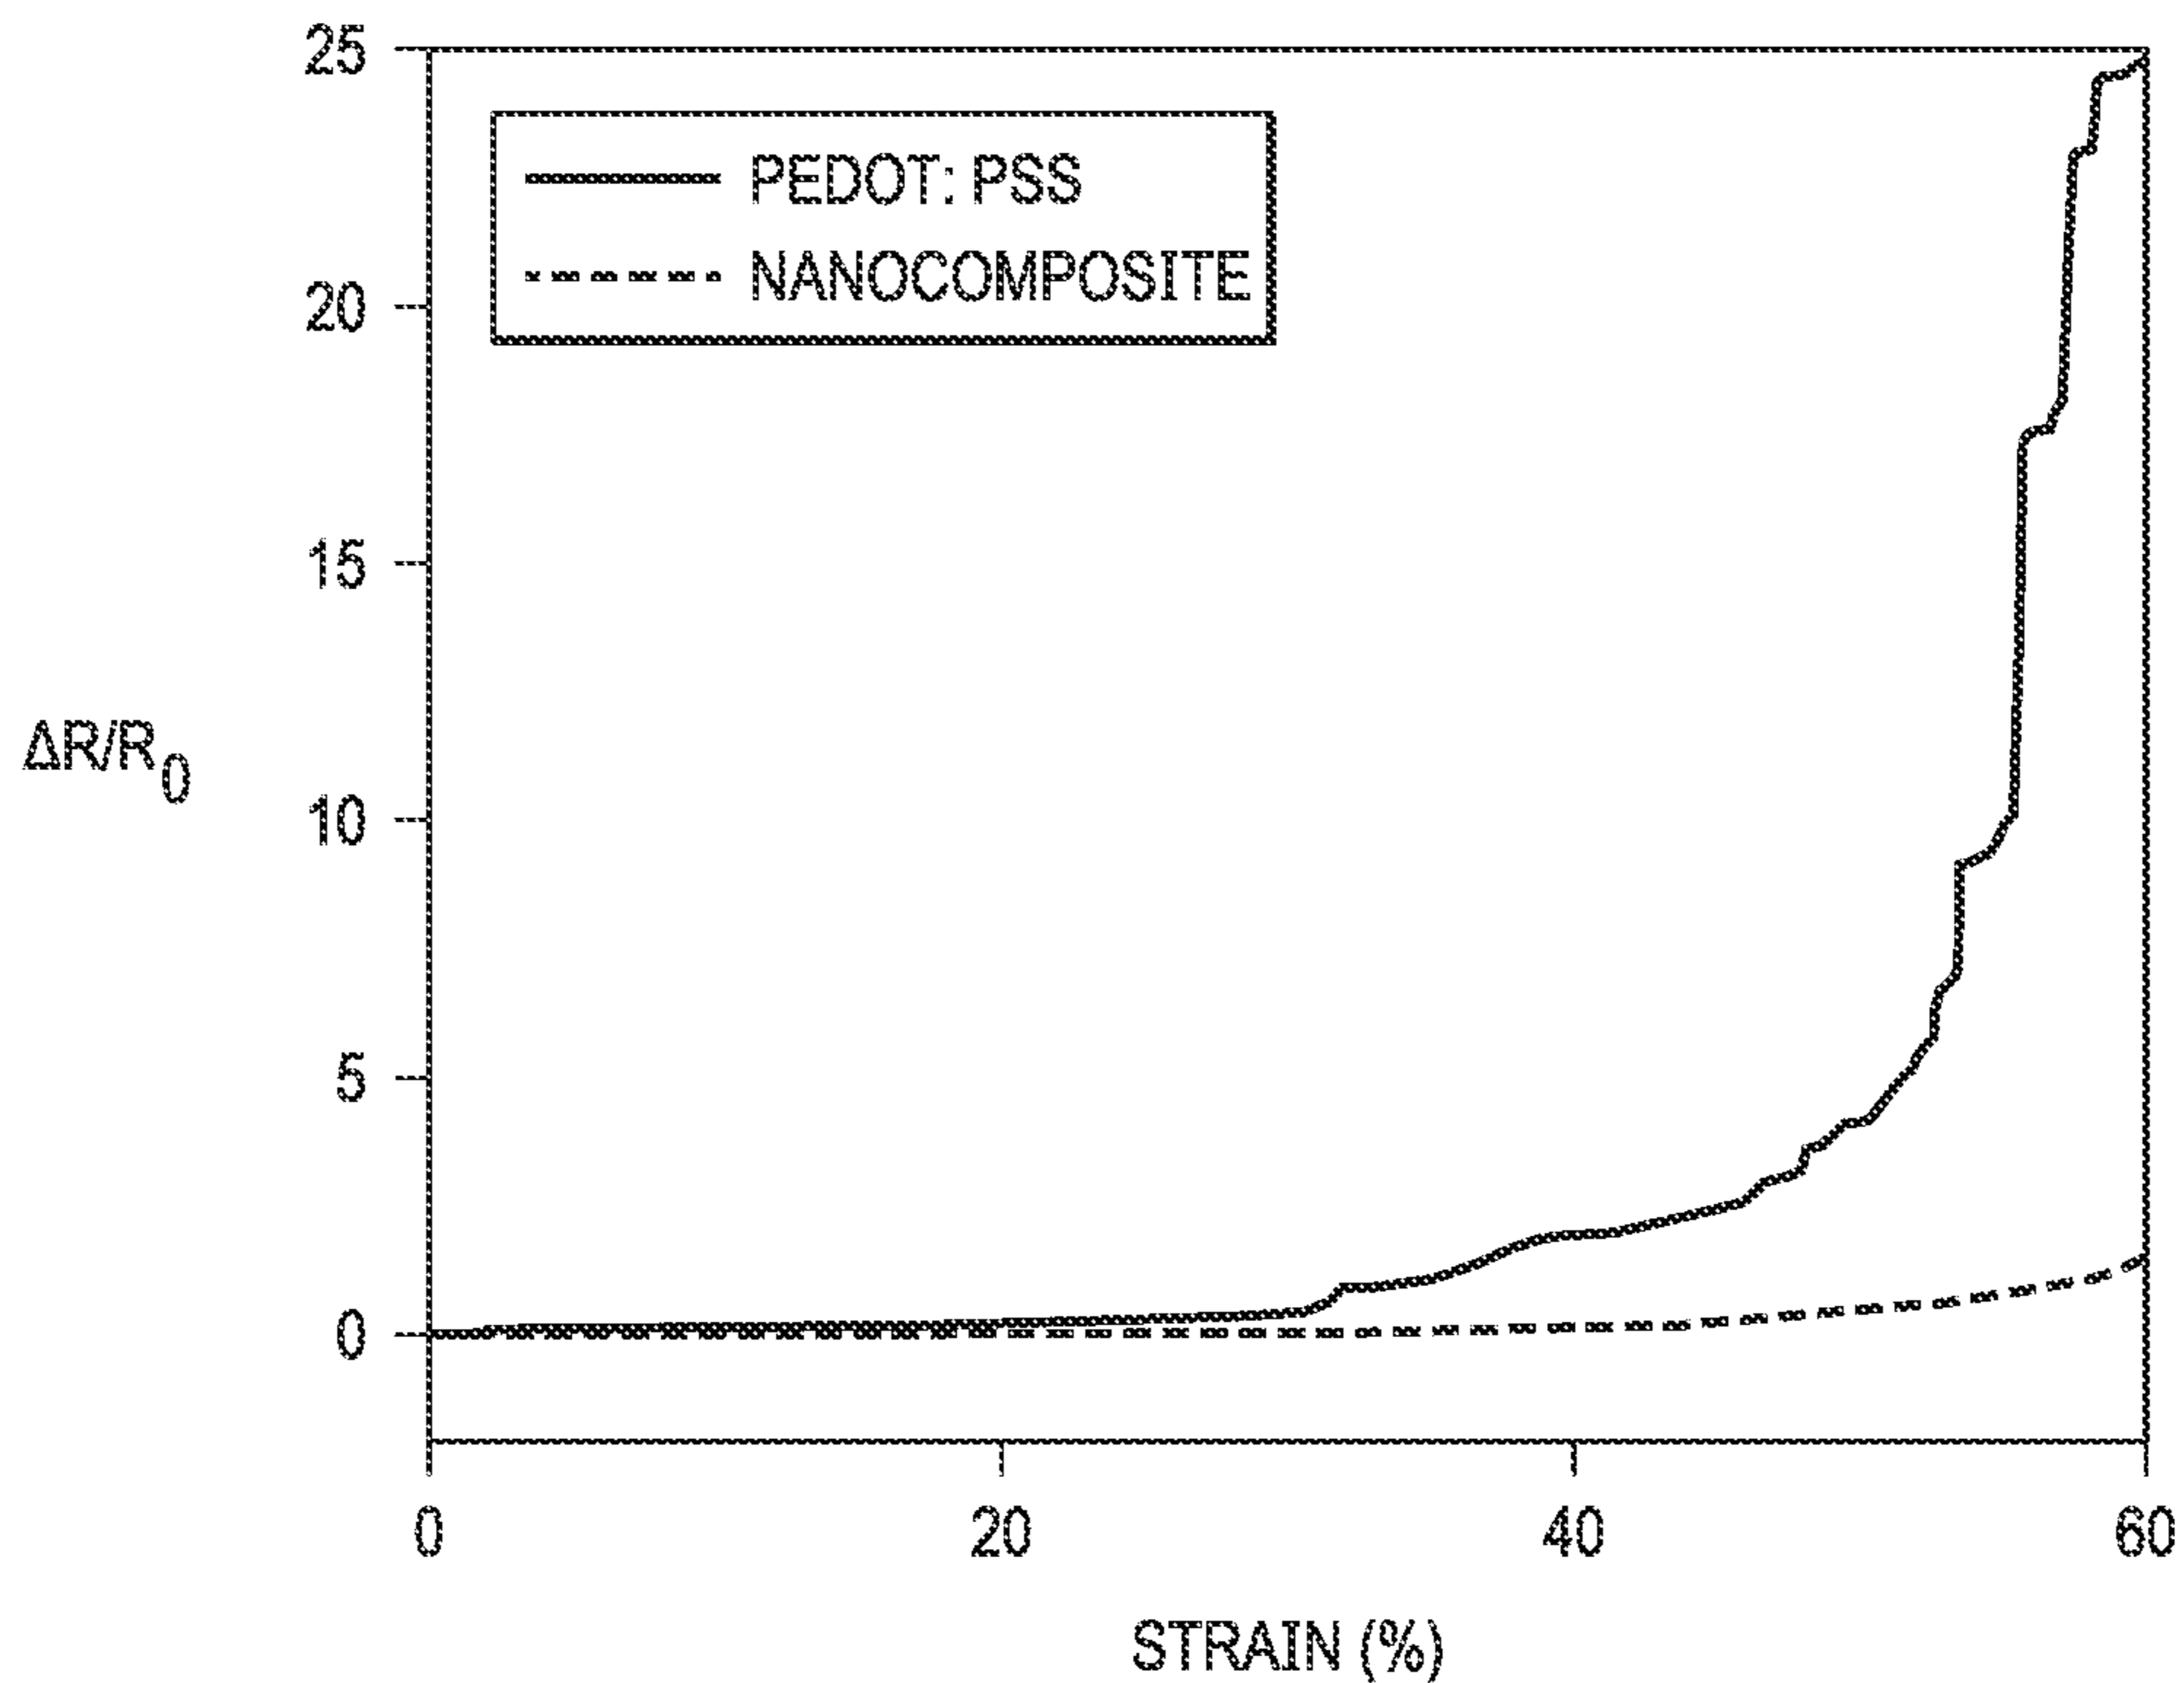 25
PEDOT: PSS
NANOCOMPOSITE
20
15
ΔR/R0
10
5
0
0 20 40 60
STRAIN (%)